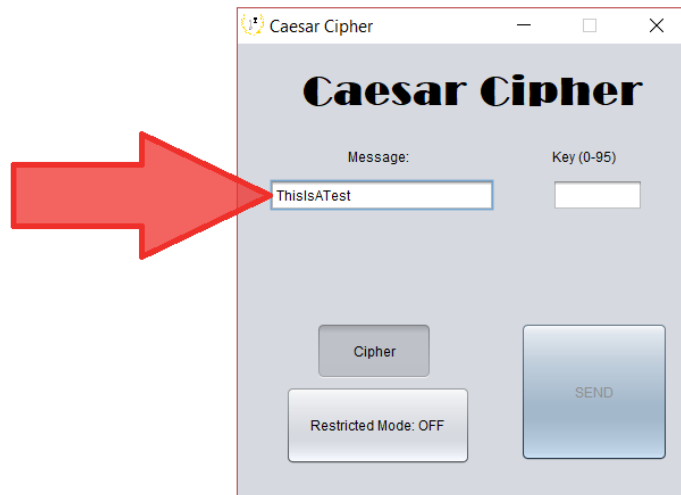 Caesar Cipher
Caesar Cipher
Message: Key (0-95)
ThisIsATest
Cipher
SEND
Restricted Mode: OFF